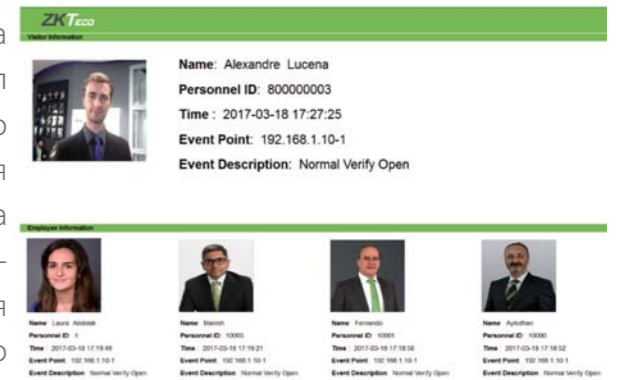 ZKTeco
Visitor Information
Name: Alexandre Lucena
Personnel ID: 800000003
Time : 2017-03-18 17:27:25
Event Point: 192.168.1.10-1
Event Description: Normal Verify Open
Employee Information
Name: Laura Abdolali
Personnel ID: 1
Time : 2017-03-18 17:19:49
Event Point: 192.168.1.10-1
Event Description: Normal Verify Open
Name: Manish
Personnel ID: 10003
Time : 2017-03-18 17:19:21
Event Point: 192.168.1.10-1
Event Description: Normal Verify Open
Name: Fernando
Personnel ID: 10001
Time : 2017-03-18 17:18:56
Event Point: 192.168.1.10-1
Event Description: Normal Verify Open
Name: Aykuthan
Personnel ID: 10000
Time : 2017-03-18 17:18:52
Event Point: 192.168.1.10-1
Event Description: Normal Verify Open